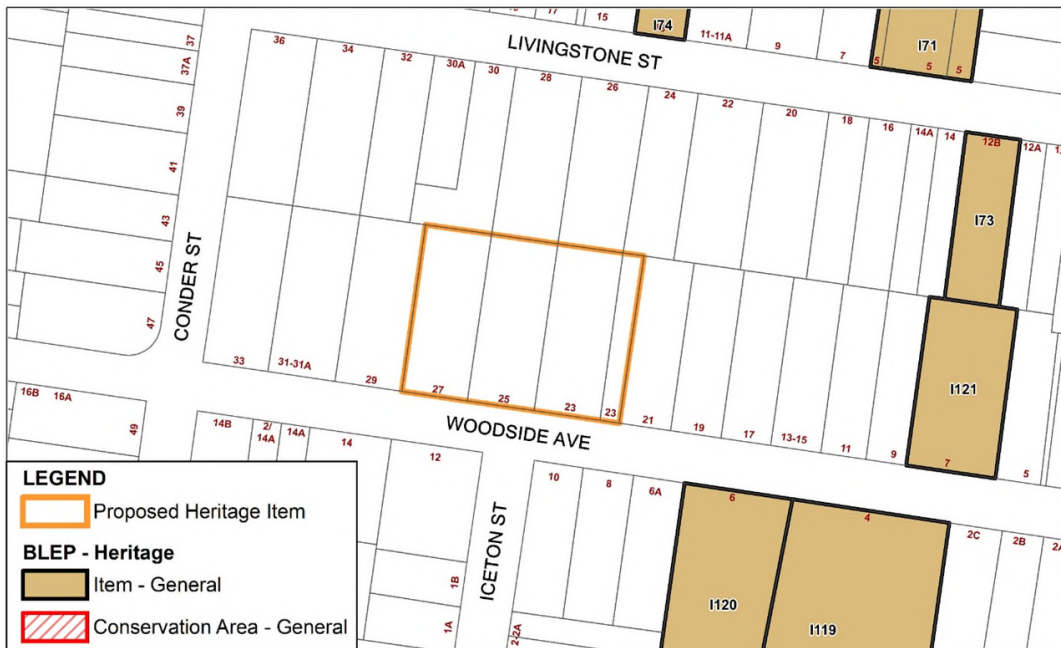 17
15
I74
11-11A
9
7
5
I71
5
5
LIVINGSTONE ST
37
37A
39
41
43
45
47
CONDER ST
36
34
32
30A
30
28
26
24
22
20
18
16
14A
14
12B
12A
I73
33
31-31A
29
27
25
23
23
21
19
17
13-15
11
9
7
5
I121
WOODSIDE AVE
16B
16A
49
14B
2/
14A
14A
14
12
10
8
6A
6
4
2C
2B
2A
ICETON ST
1B
1A
2-2A
I120
I119
LEGEND
Proposed Heritage Item
BLEP - Heritage
Item - General
Conservation Area - General